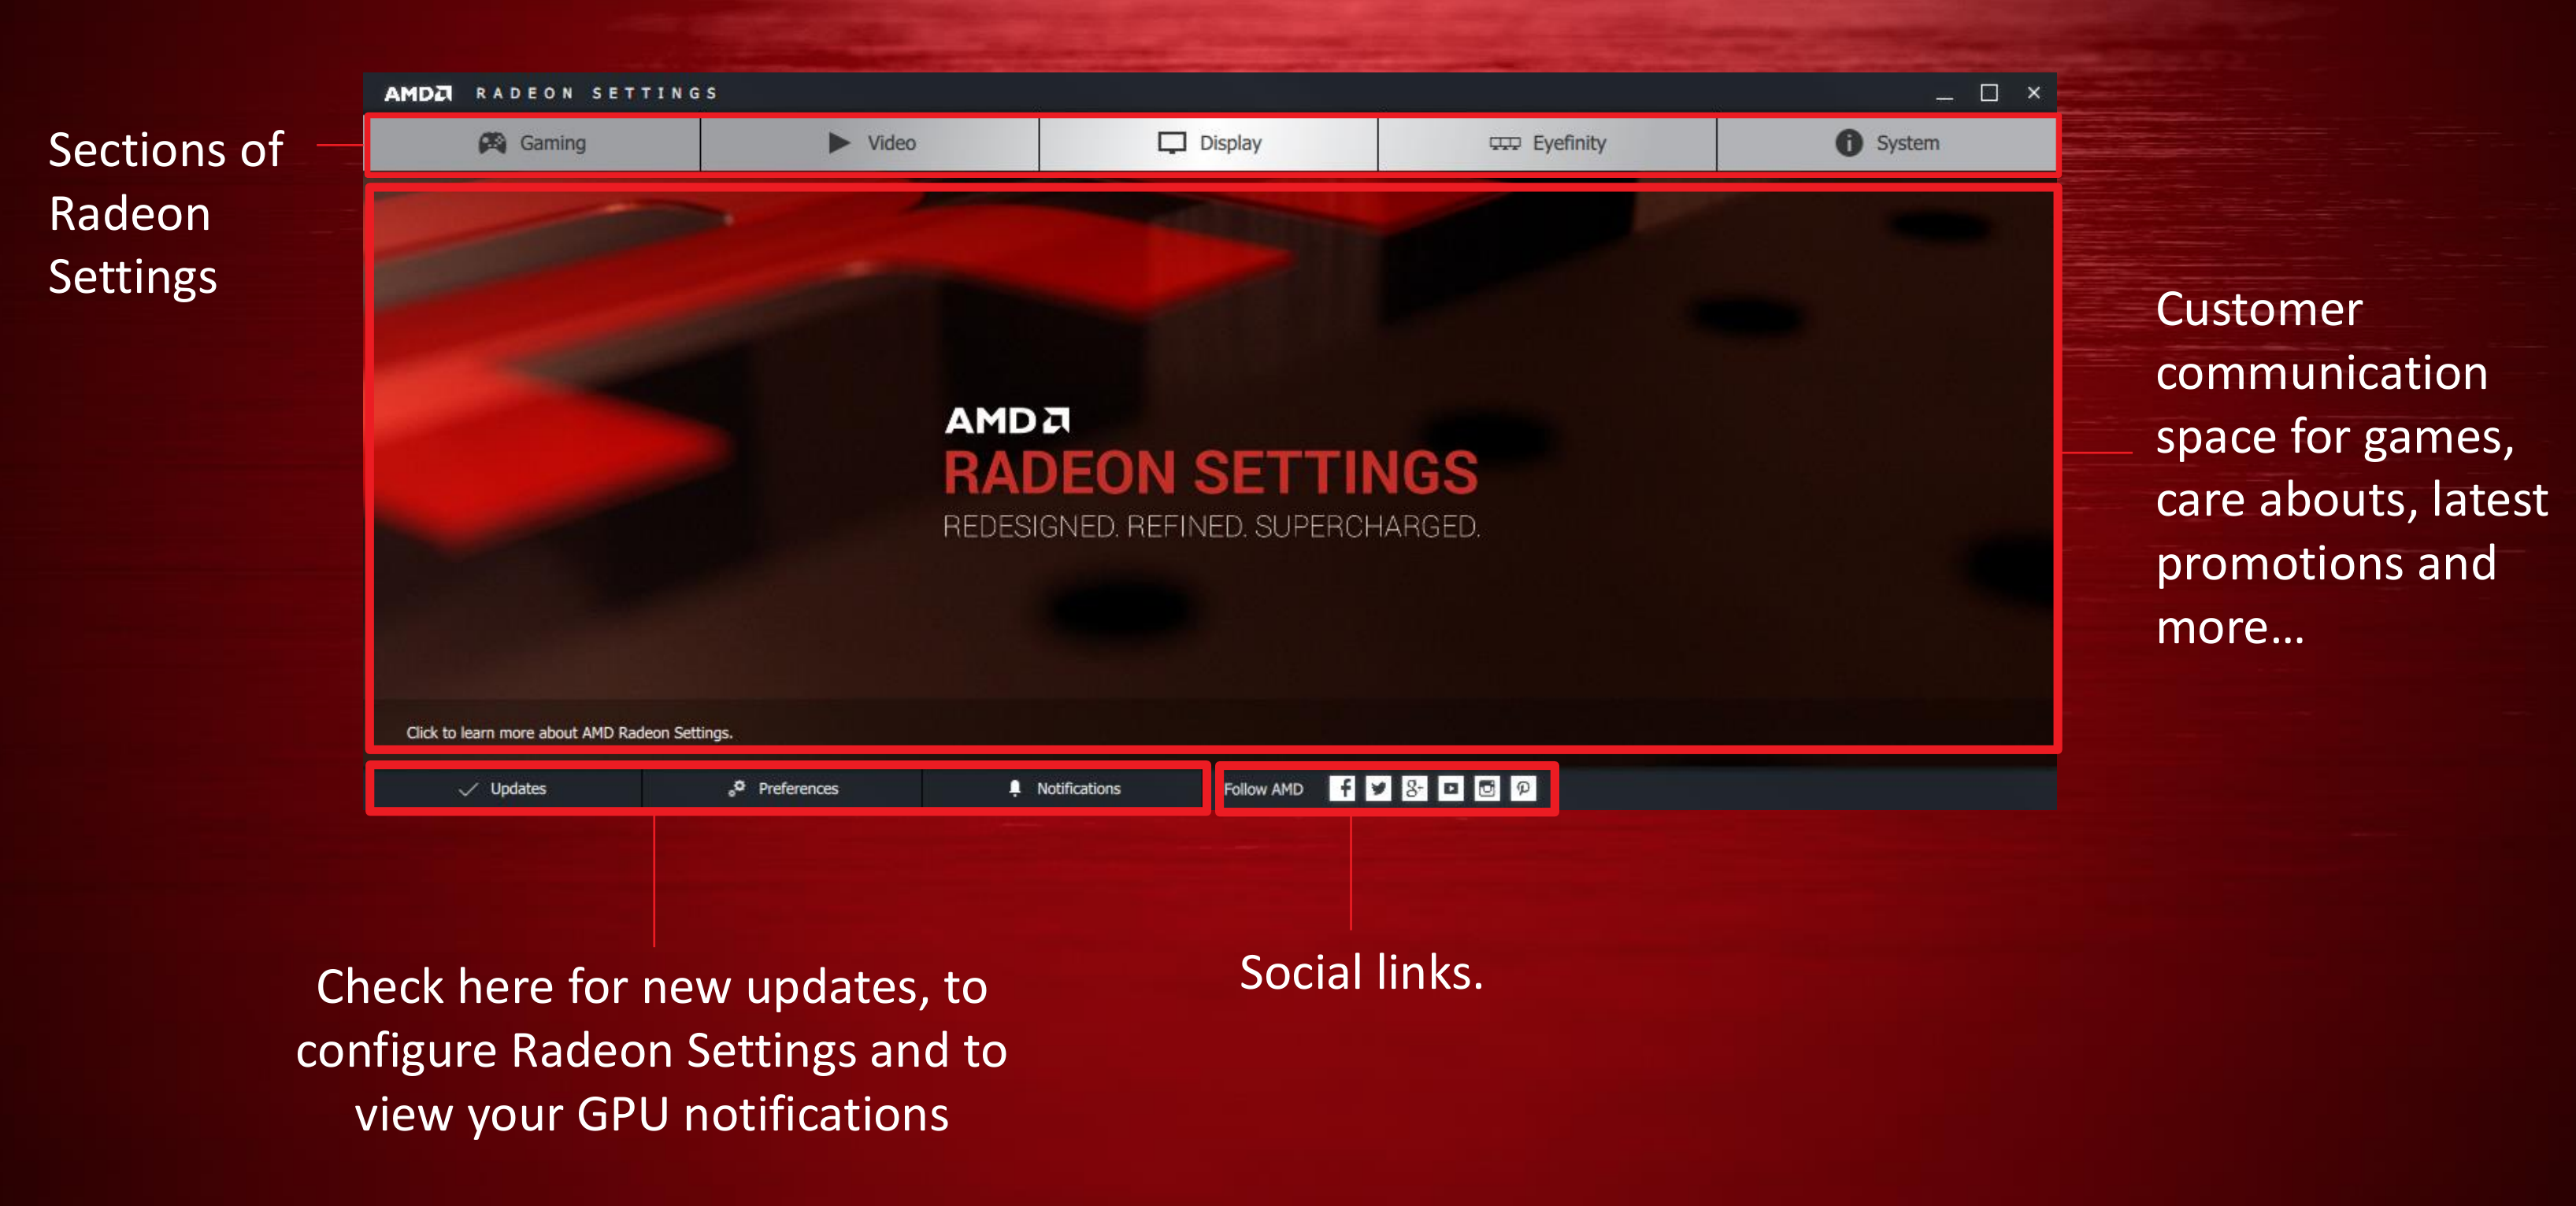 AMD RADEON SETTINGS
Gaming
Video
Display
Eyefinity
System
Sections of
Radeon
Settings
AMD
RADEON SETTINGS
REDESIGNED. REFINED. SUPERCHARGED.
Click to learn more about AMD Radeon Settings.
Customer
communication
space for games,
care abouts, latest
promotions and
more...
Updates
Preferences
Notifications
Follow AMD
Check here for new updates, to
configure Radeon Settings and to
view your GPU notifications
Social links.